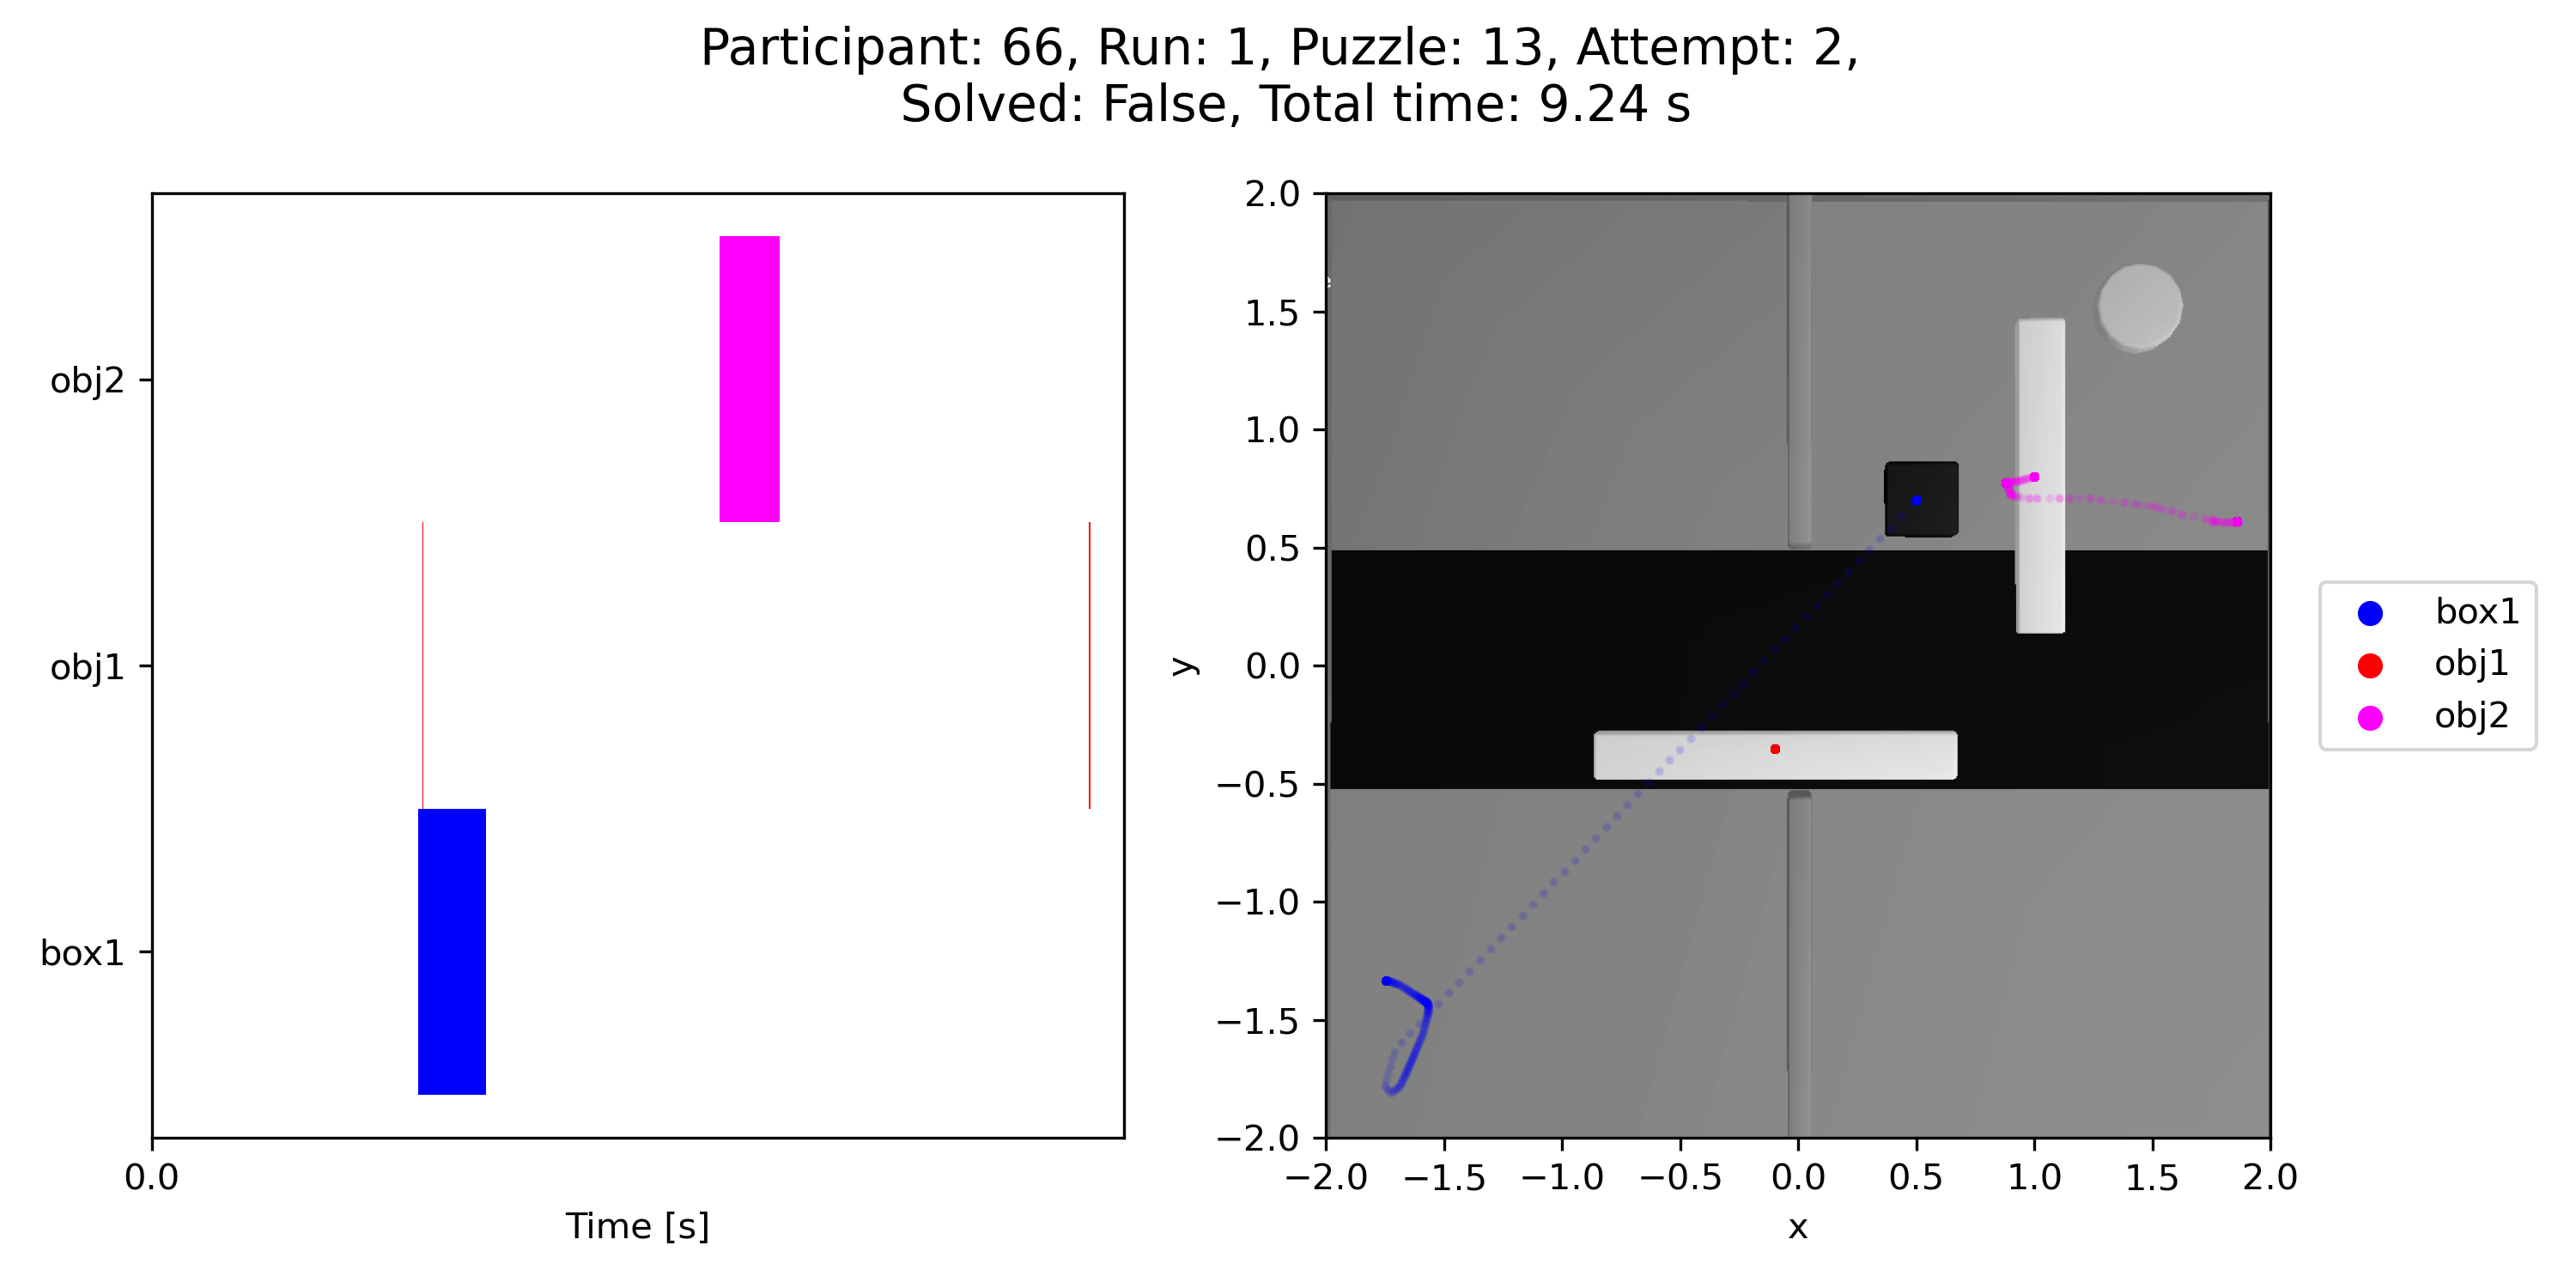 Participant: 66, Run: 1, Puzzle: 13, Attempt: 2,
Solved: False, Total time: 9.24 s
obj2
obj1
box1
0.0
Time [s]
2.0
1.5
1.0
0.5
0.0
−0.5
−1.0
−1.5
−2.0
y
−2.0 −1.5 −1.0 −0.5 0.0 0.5 1.0 1.5 2.0
x
box1
obj1
obj2